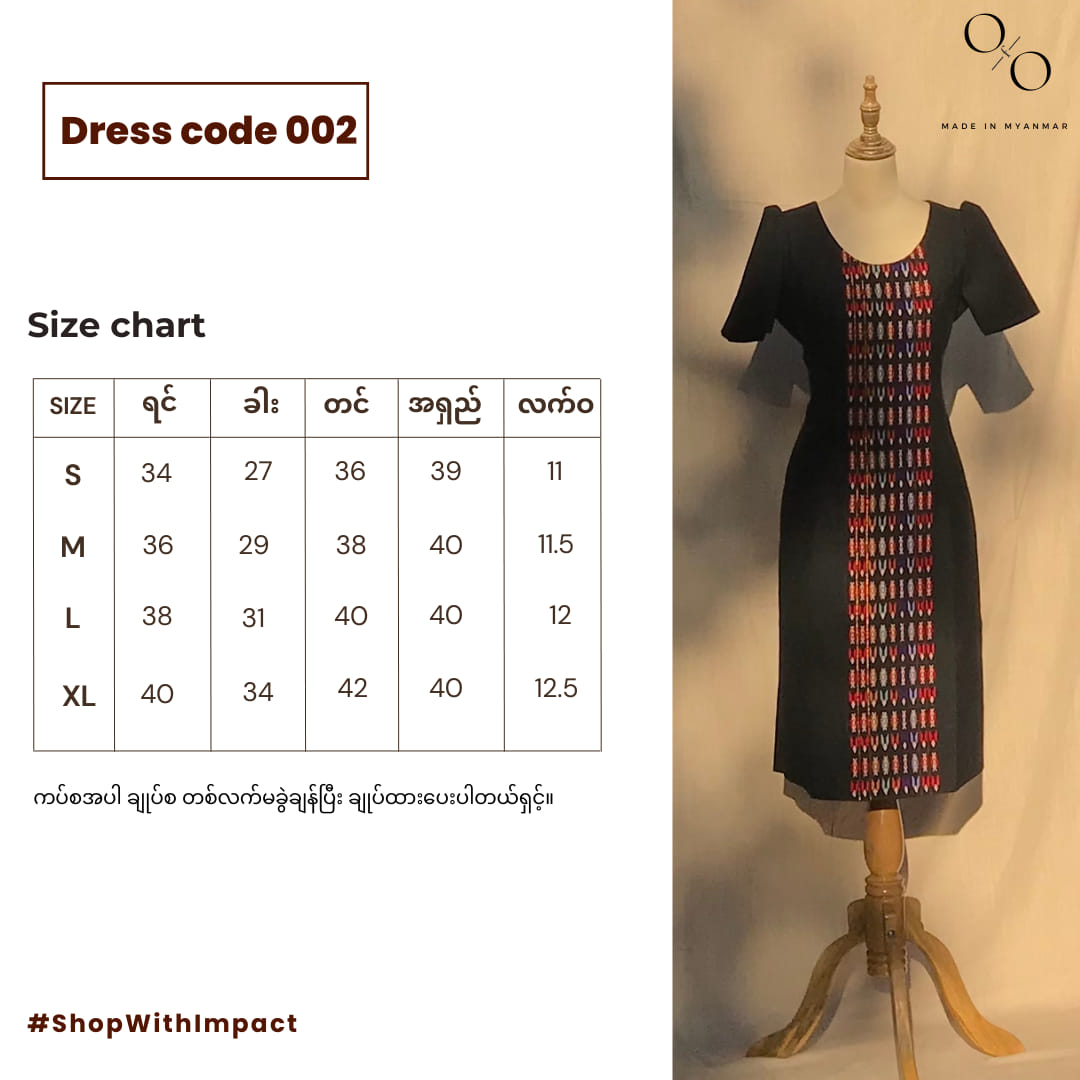 Dress code 002
OfO
MADE IN MYANMAR
Size chart
SIZE ရင် ခါး တင် အရှည် လက်ဝ
S 34 27 36 39 11
M 36 29 38 40 11.5
L 38 31 40 40 12
XL 40 34 42 40 12.5
ကပ်စအပါ ချုပ်စ တစ်လက်မခွဲချန်ပြီး ချုပ်ထားပေးပါတယ်ရှင့်။
#ShopWithImpact